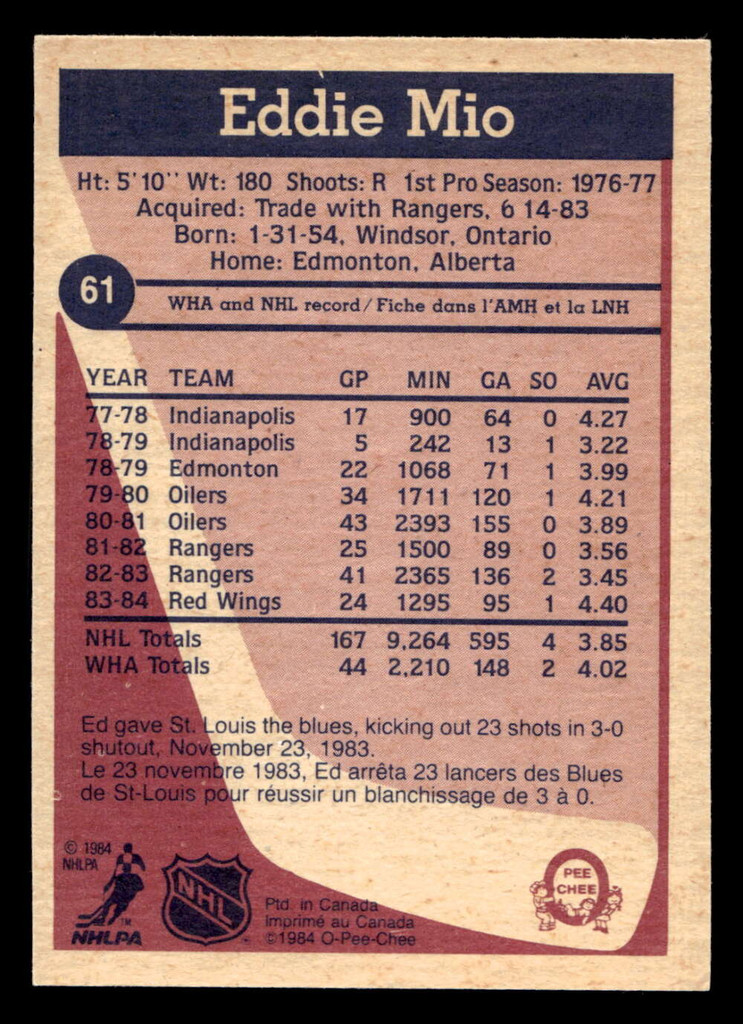 Eddie Mio
Ht: 5'10'' Wt: 180 Shoots: R 1st Pro Season: 1976-77
Acquired: Trade with Rangers, 6 14-83
Born: 1-31-54, Windsor, Ontario
Home: Edmonton, Alberta
61
WHA and NHL record/Fiche dans l'AMH et la LNH
YEAR TEAM GP MIN GA SO AVG
77-78 Indianapolis 17 900 64 0 4.27
78-79 Indianapolis 5 242 13 1 3.22
78-79 Edmonton 22 1068 71 1 3.99
79-80 Oilers 34 1711 120 1 4.21
80-81 Oilers 43 2393 155 0 3.89
81-82 Rangers 25 1500 89 0 3.56
82-83 Rangers 41 2365 136 2 3.45
83-84 Red Wings 24 1295 95 1 4.40
NHL Totals 167 9,264 595 4 3.85
WHA Totals 44 2,210 148 2 4.02
Ed gave St. Louis the blues, kicking out 23 shots in 3-0
shutout, November 23, 1983.
Le 23 novembre 1983, Ed arrêta 23 lancers des Blues
de St-Louis pour réussir un blanchissage de 3 à 0.
© 1984
NHLPA
TM
NHLPA
NHL
Ptd. in Canada
Imprimé au Canada
©1984 O-Pee-Chee
PEE
CHEE